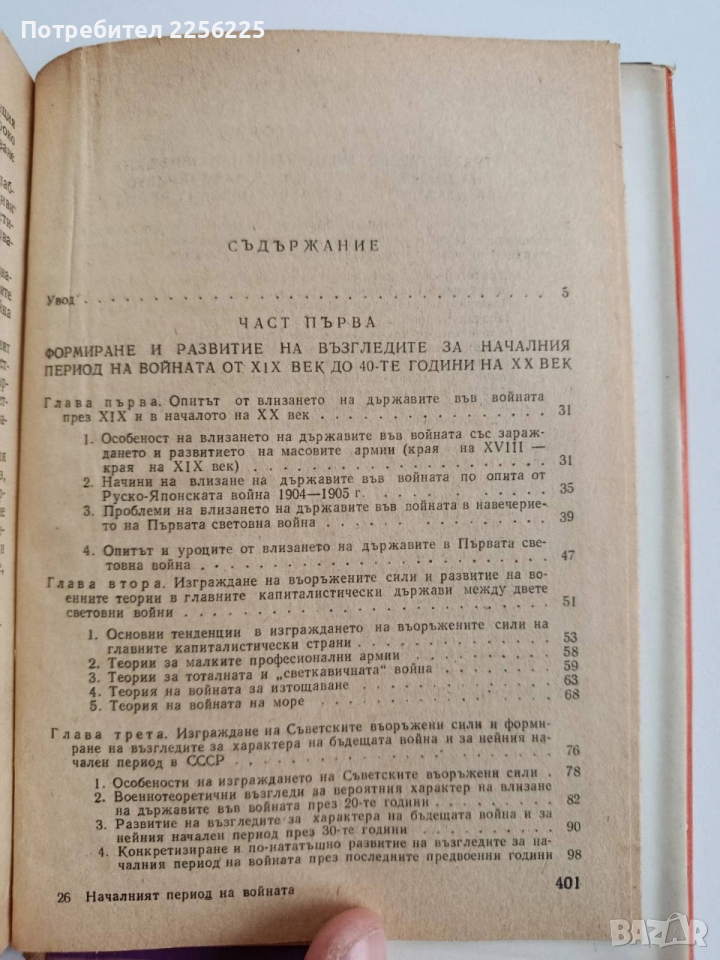 Потребител 2256225
СЪДЪРЖАНИЕ
Увод . . . . . . . . . . . . . . . . . . . . . . . 5
ЧАСТ ПЪРВА
ФОРМИРАНЕ И РАЗВИТИЕ НА ВЪЗГЛЕДИТЕ ЗА НАЧАЛНИЯ
ПЕРИОД НА ВОЙНАТА ОТ XIX ВЕК ДО 40-ТЕ ГОДИНИ НА XX ВЕК
Глава първа. Опитът от влизането на държавите във войната
през XIX и в началото на XX век . . . . . . . . . . 31
1. Особеност на влизането на държавите във войната със зараж-
дането и развитието на масовите армии (края на XVIII —
края на XIX век) . . . . . . . . . . . . . . 31
2. Начини на влизане на държавите във войната по опита от
Руско-Японската война 1904—1905 г. . . . . . . . 35
3. Проблеми на влизането на държавите във войната в навечерие-
то на Първата световна война . . . . . . . . . . 39
4. Опитът и уроците от влизането на държавите в Първата све-
товна война . . . . . . . . . . . . . . . . 47
Глава втора. Изграждане на въоръжените сили и развитие на во-
енните теории в главните капиталистически държави между двете
световни войни . . . . . . . . . . . . . . . . . 51
1. Основни тенденции в изграждането на въоръжените сили на
главните капиталистически страни . . . . . . . . . 53
2. Теории за малките професионални армии . . . . . . 58
3. Теории за тоталната и „светкавичната“ война . . . . . 59
4. Теория на войната за изтощаване . . . . . . . . 63
5. Теория на войната на море . . . . . . . . . . 68
Глава трета. Изграждане на Съветските въоръжени сили и форми-
ране на възгледите за характера на бъдещата война и за нейния на-
чален период в СССР . . . . . . . . . . . . . . 76
1. Особености на изграждането на Съветските въоръжени сили . 78
2. Военнотеоретични възгледи за вероятния характер на влизане
на държавите във войната през 20-те години . . . . . . 82
3. Развитие на възгледите за характера на бъдещата война и за
нейния начален период през 30-те години . . . . . . . 90
4. Конкретизиране и по-нататъшно развитие на възгледите за на-
чалния период на войната през последните предвоенни години 98
26 Началният период на войната
401
BAZAR.bg